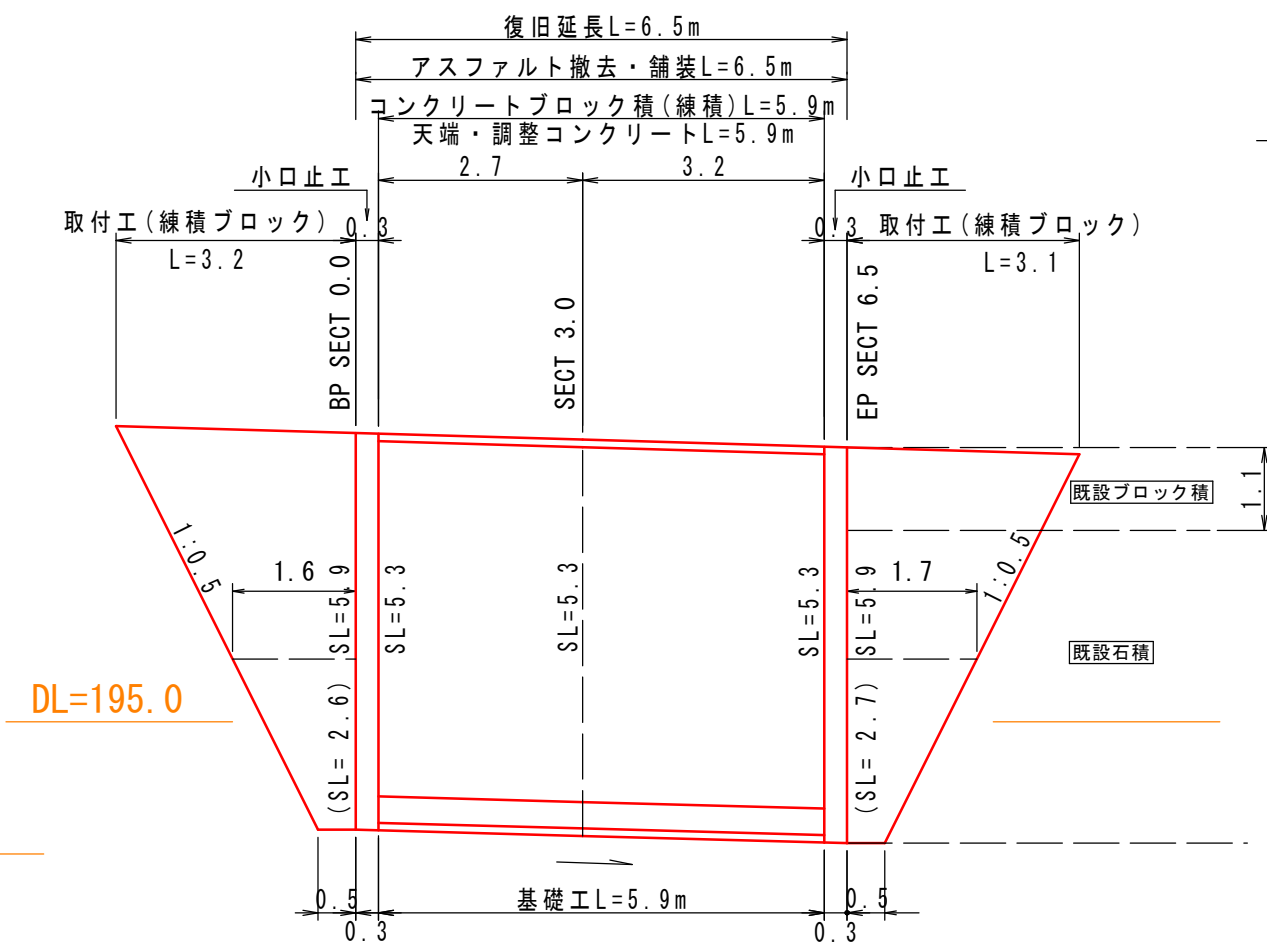 復旧延長L=6.5m
アスファルト撤去・舗装L=6.5m
コンクリートブロック積(練積)L=5.9m
天端・調整コンクリートL=5.9m
2.7
3.2
小口止工
小口止工
取付工(練積ブロック)
0.3
0.3
取付工(練積ブロック)
L=3.2
L=3.1
BP SECT 0.0
SECT 3.0
EP SECT 6.5
1.1
既設ブロック積
1:0.5
1.6
SL=5.9
SL=5.3
SL=5.3
SL=5.3
SL=5.9
1.7
1:0.5
既設石積
DL=195.0
(SL= 2.6)
(SL= 2.7)
0.5
基礎工L=5.9m
0.5
0.3
0.3